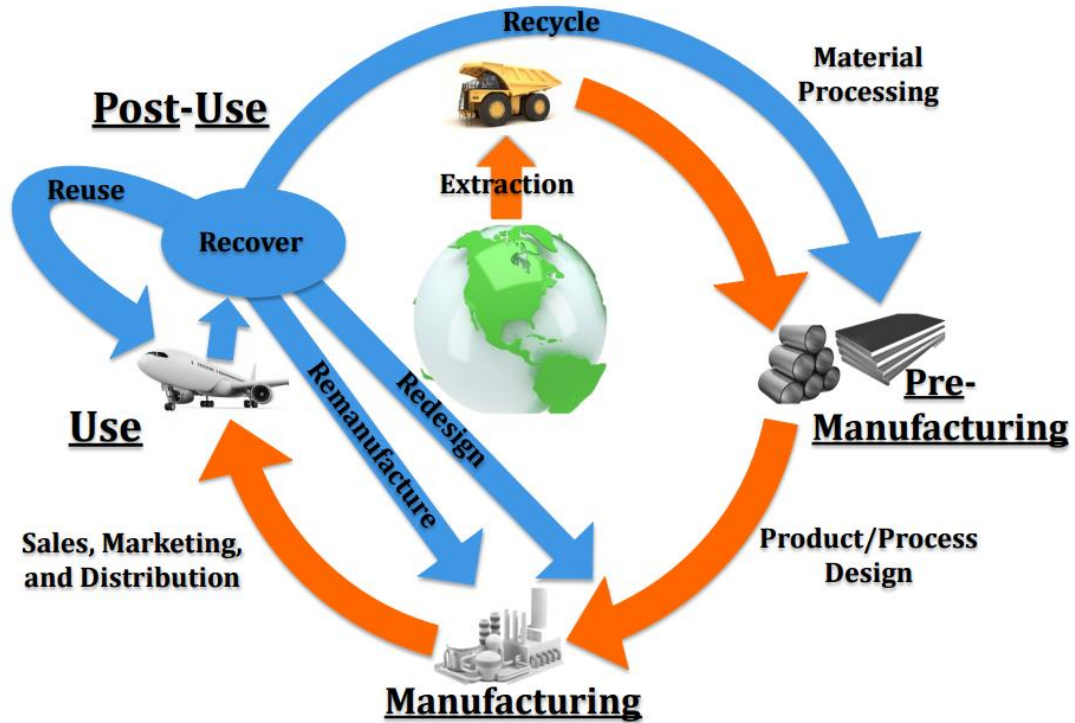 Recycle
Material
Processing
Post-Use
Reuse
Extraction
Recover
Remanufacture
Redesign
Pre-
Manufacturing
Use
Sales, Marketing,
and Distribution
Product/Process
Design
Manufacturing